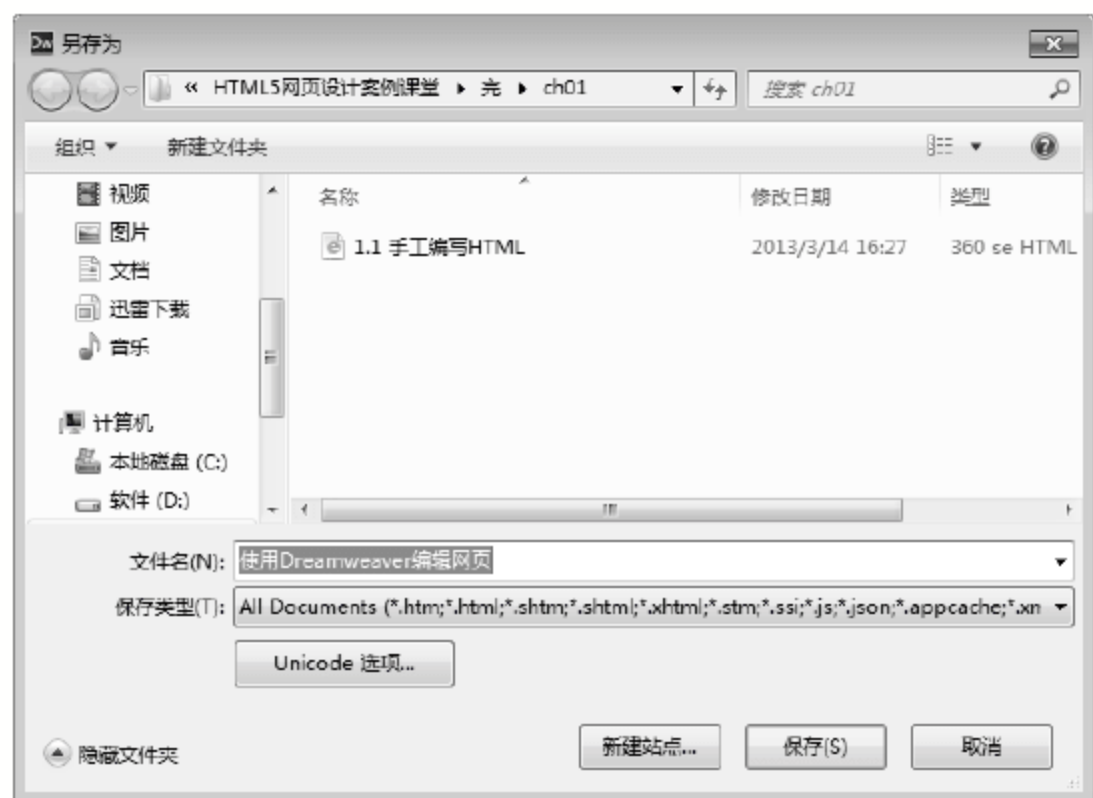 Dw 另存为
« HTML5网页设计案例课堂 ▸ 完 ▸ ch01 搜索 ch01
组织 新建文件夹
视频
图片
文档
迅雷下载
音乐
计算机
本地磁盘 (C:)
软件 (D:)
名称 修改日期 类型
1.1 手工编写HTML 2013/3/14 16:27 360 se HTML
文件名(N): 使用Dreamweaver编辑网页
保存类型(T): All Documents (*.htm;*.html;*.shtm;*.shtml;*.xhtml;*.stm;*.ssi;*.js;*.json;*.appcache;*.xn
Unicode 选项...
隐藏文件夹 新建站点... 保存(S) 取消